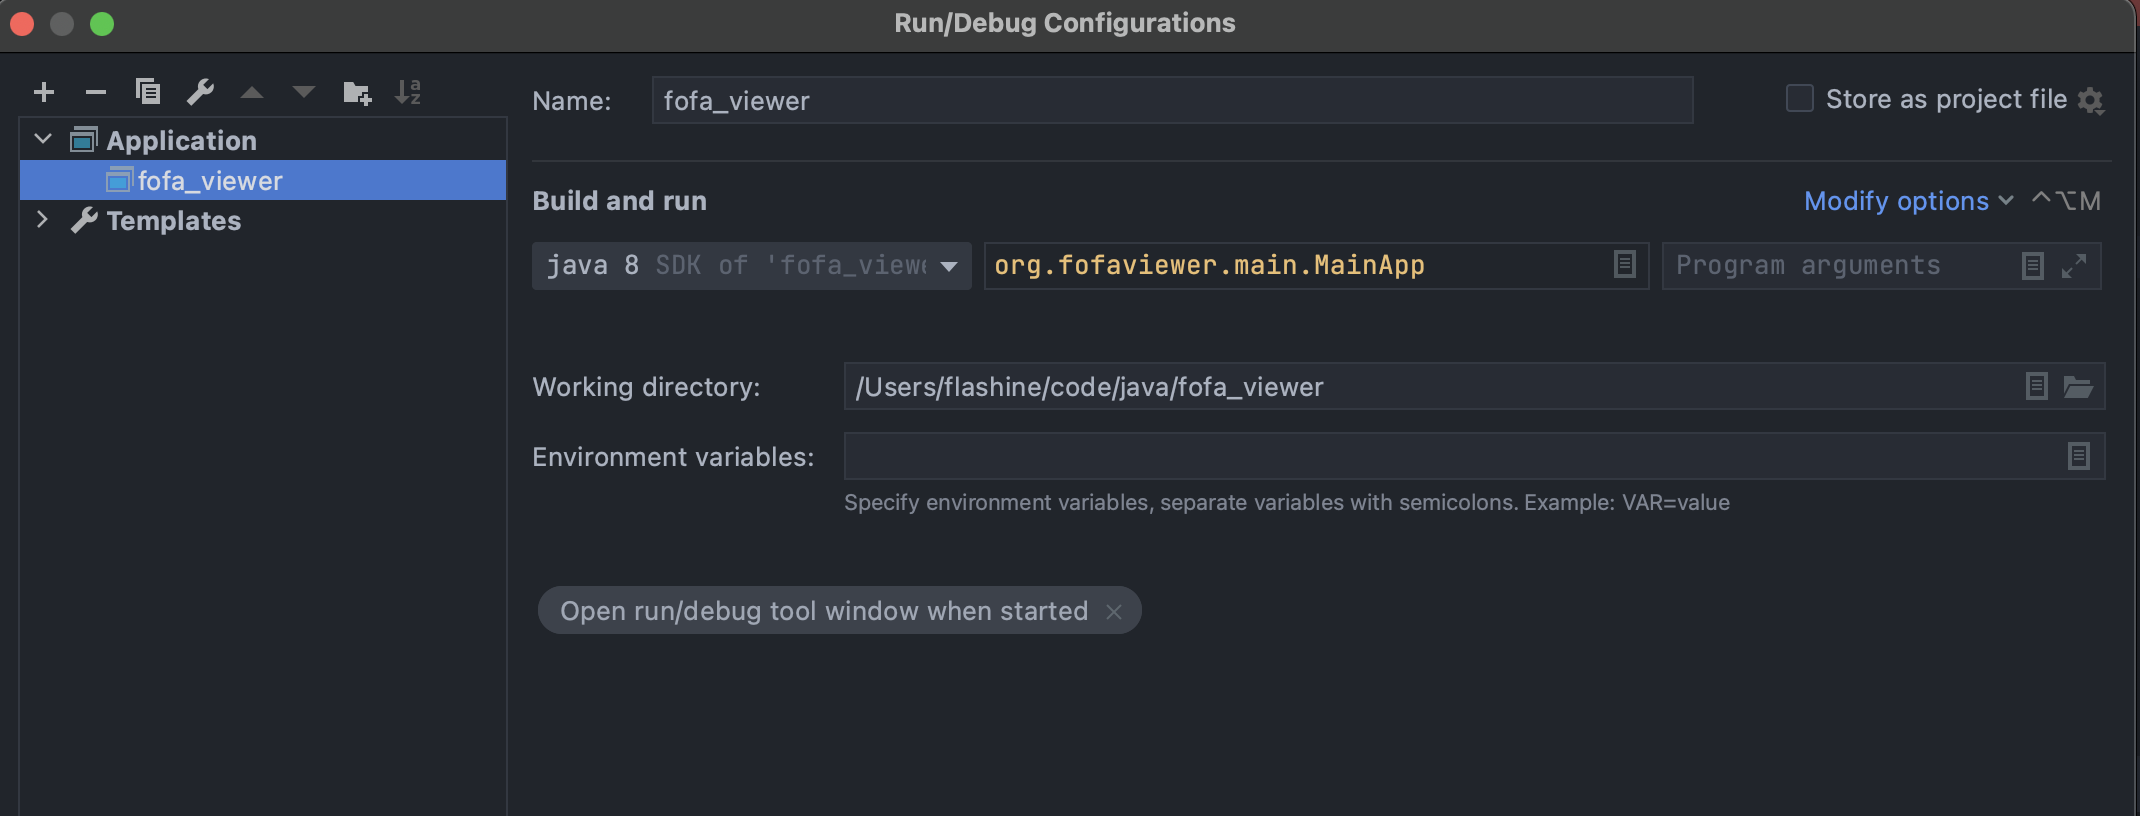 Run/Debug Configurations
Name: fofa_viewer Store as project file
Application
fofa_viewer
Templates
Build and run Modify options ⌃⌥M
java 8 SDK of 'fofa_viewe org.fofaviewer.main.MainApp Program arguments
Working directory: /Users/flashine/code/java/fofa_viewer
Environment variables:
Specify environment variables, separate variables with semicolons. Example: VAR=value
Open run/debug tool window when started